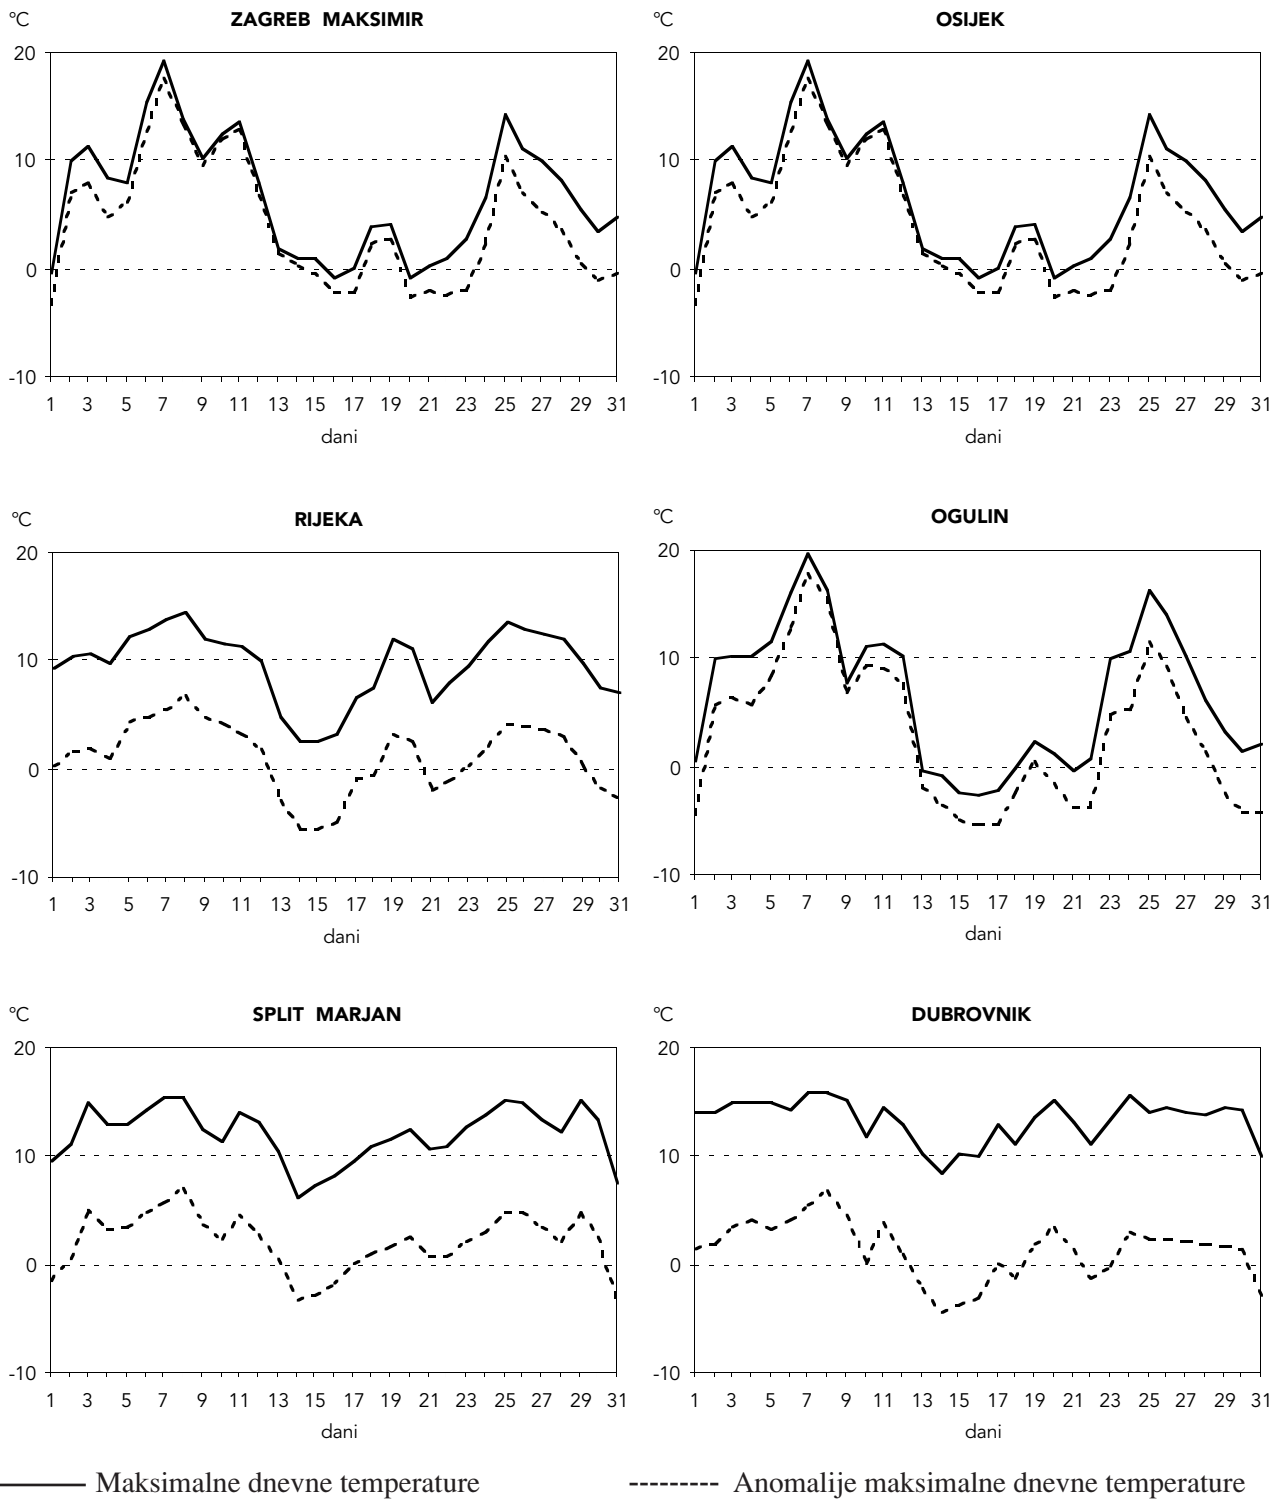 °C ZAGREB MAKSIMIR
20
10
0
-10
1 3 5 7 9 11 13 15 17 19 21 23 25 27 29 31
dani
°C OSIJEK
20
10
0
-10
1 3 5 7 9 11 13 15 17 19 21 23 25 27 29 31
dani
°C RIJEKA
20
10
0
-10
1 3 5 7 9 11 13 15 17 19 21 23 25 27 29 31
dani
°C OGULIN
20
10
0
-10
1 3 5 7 9 11 13 15 17 19 21 23 25 27 29 31
dani
°C SPLIT MARJAN
20
10
0
-10
1 3 5 7 9 11 13 15 17 19 21 23 25 27 29 31
dani
°C DUBROVNIK
20
10
0
-10
1 3 5 7 9 11 13 15 17 19 21 23 25 27 29 31
dani
Maksimalne dnevne temperature
Anomalije maksimalne dnevne temperature